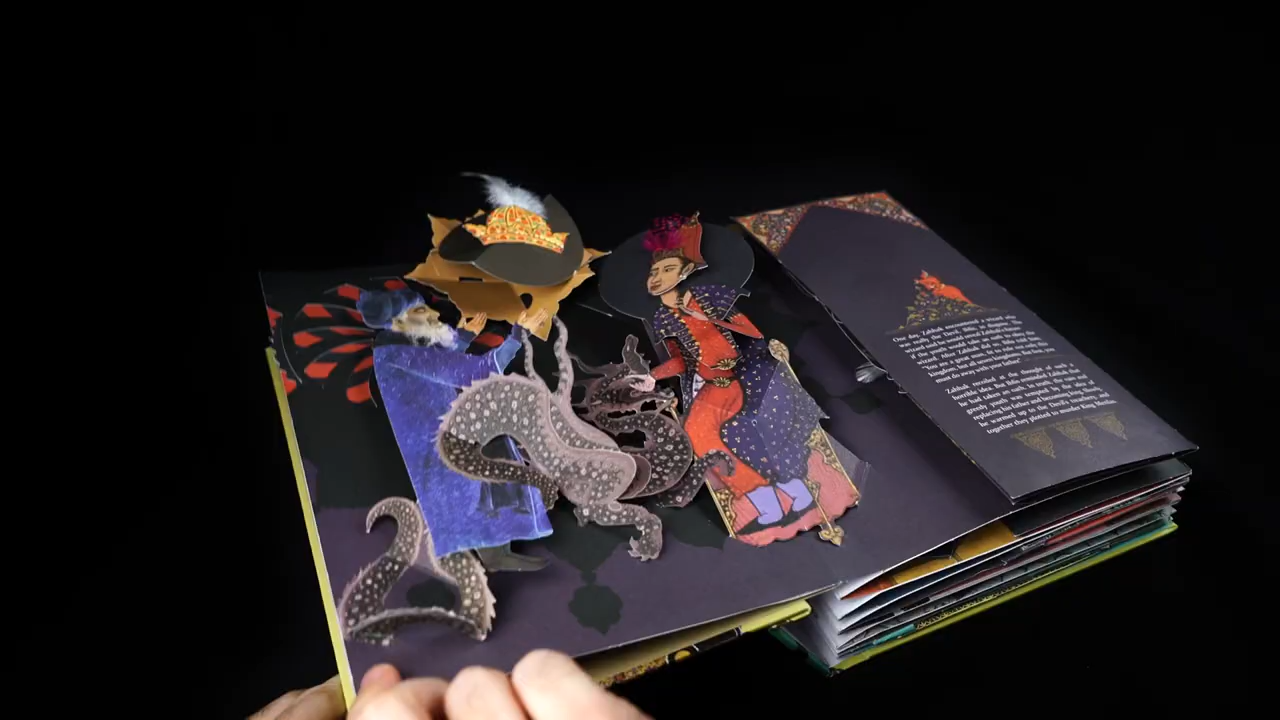 One day, Zahhak encountered a wizard who
was really the Devil, Iblis, in disguise. The
wizard said he would reveal Zahhak's future
if the youth would take an oath to obey the
wizard. After Zahhak did so, Iblis told him,
"You are a great man, to rule not only this
kingdom, but all seven kingdoms. But first, you
must do away with your father!"
Zahhak recoiled at the thought of such a
horrible idea. But Iblis reminded Zahhak that
he had taken an oath. In truth, the vain and
greedy youth was tempted by the idea of
replacing his father and becoming king. Soon,
he warmed up to the Devil's treachery, and
together they plotted to murder King Mardas.